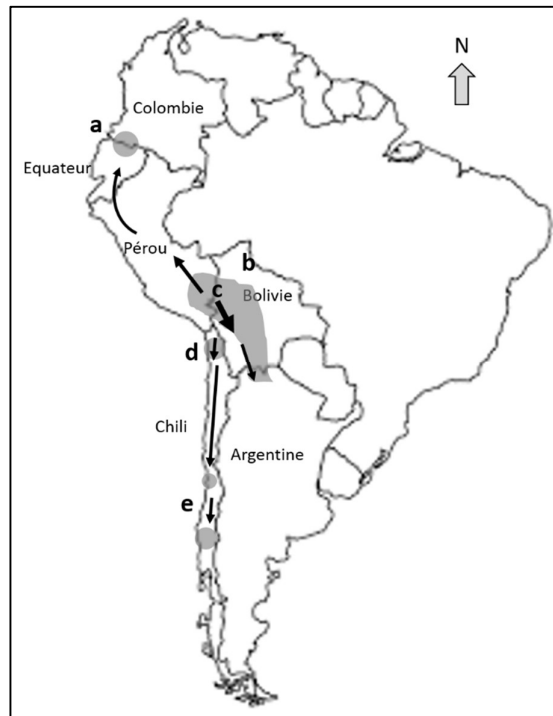 N
Colombie
a
Equateur
Pérou
b
c
Bolivie
d
Chili
Argentine
e